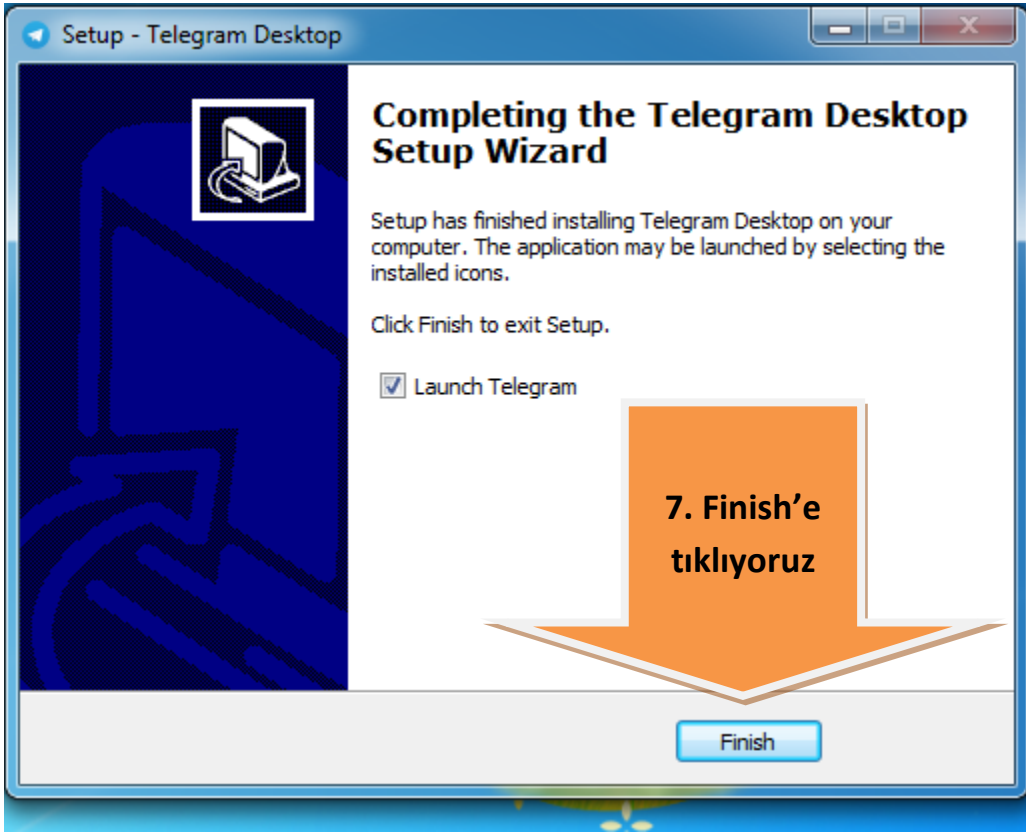 Setup - Telegram Desktop
Completing the Telegram Desktop
Setup Wizard
Setup has finished installing Telegram Desktop on your
computer. The application may be launched by selecting the
installed icons.
Click Finish to exit Setup.
Launch Telegram
7. Finish’e
tıklıyoruz
Finish